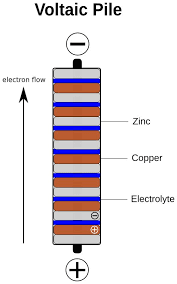 Voltaic Pile
−
electron flow
Zinc
Copper
Electrolyte
−
+
+